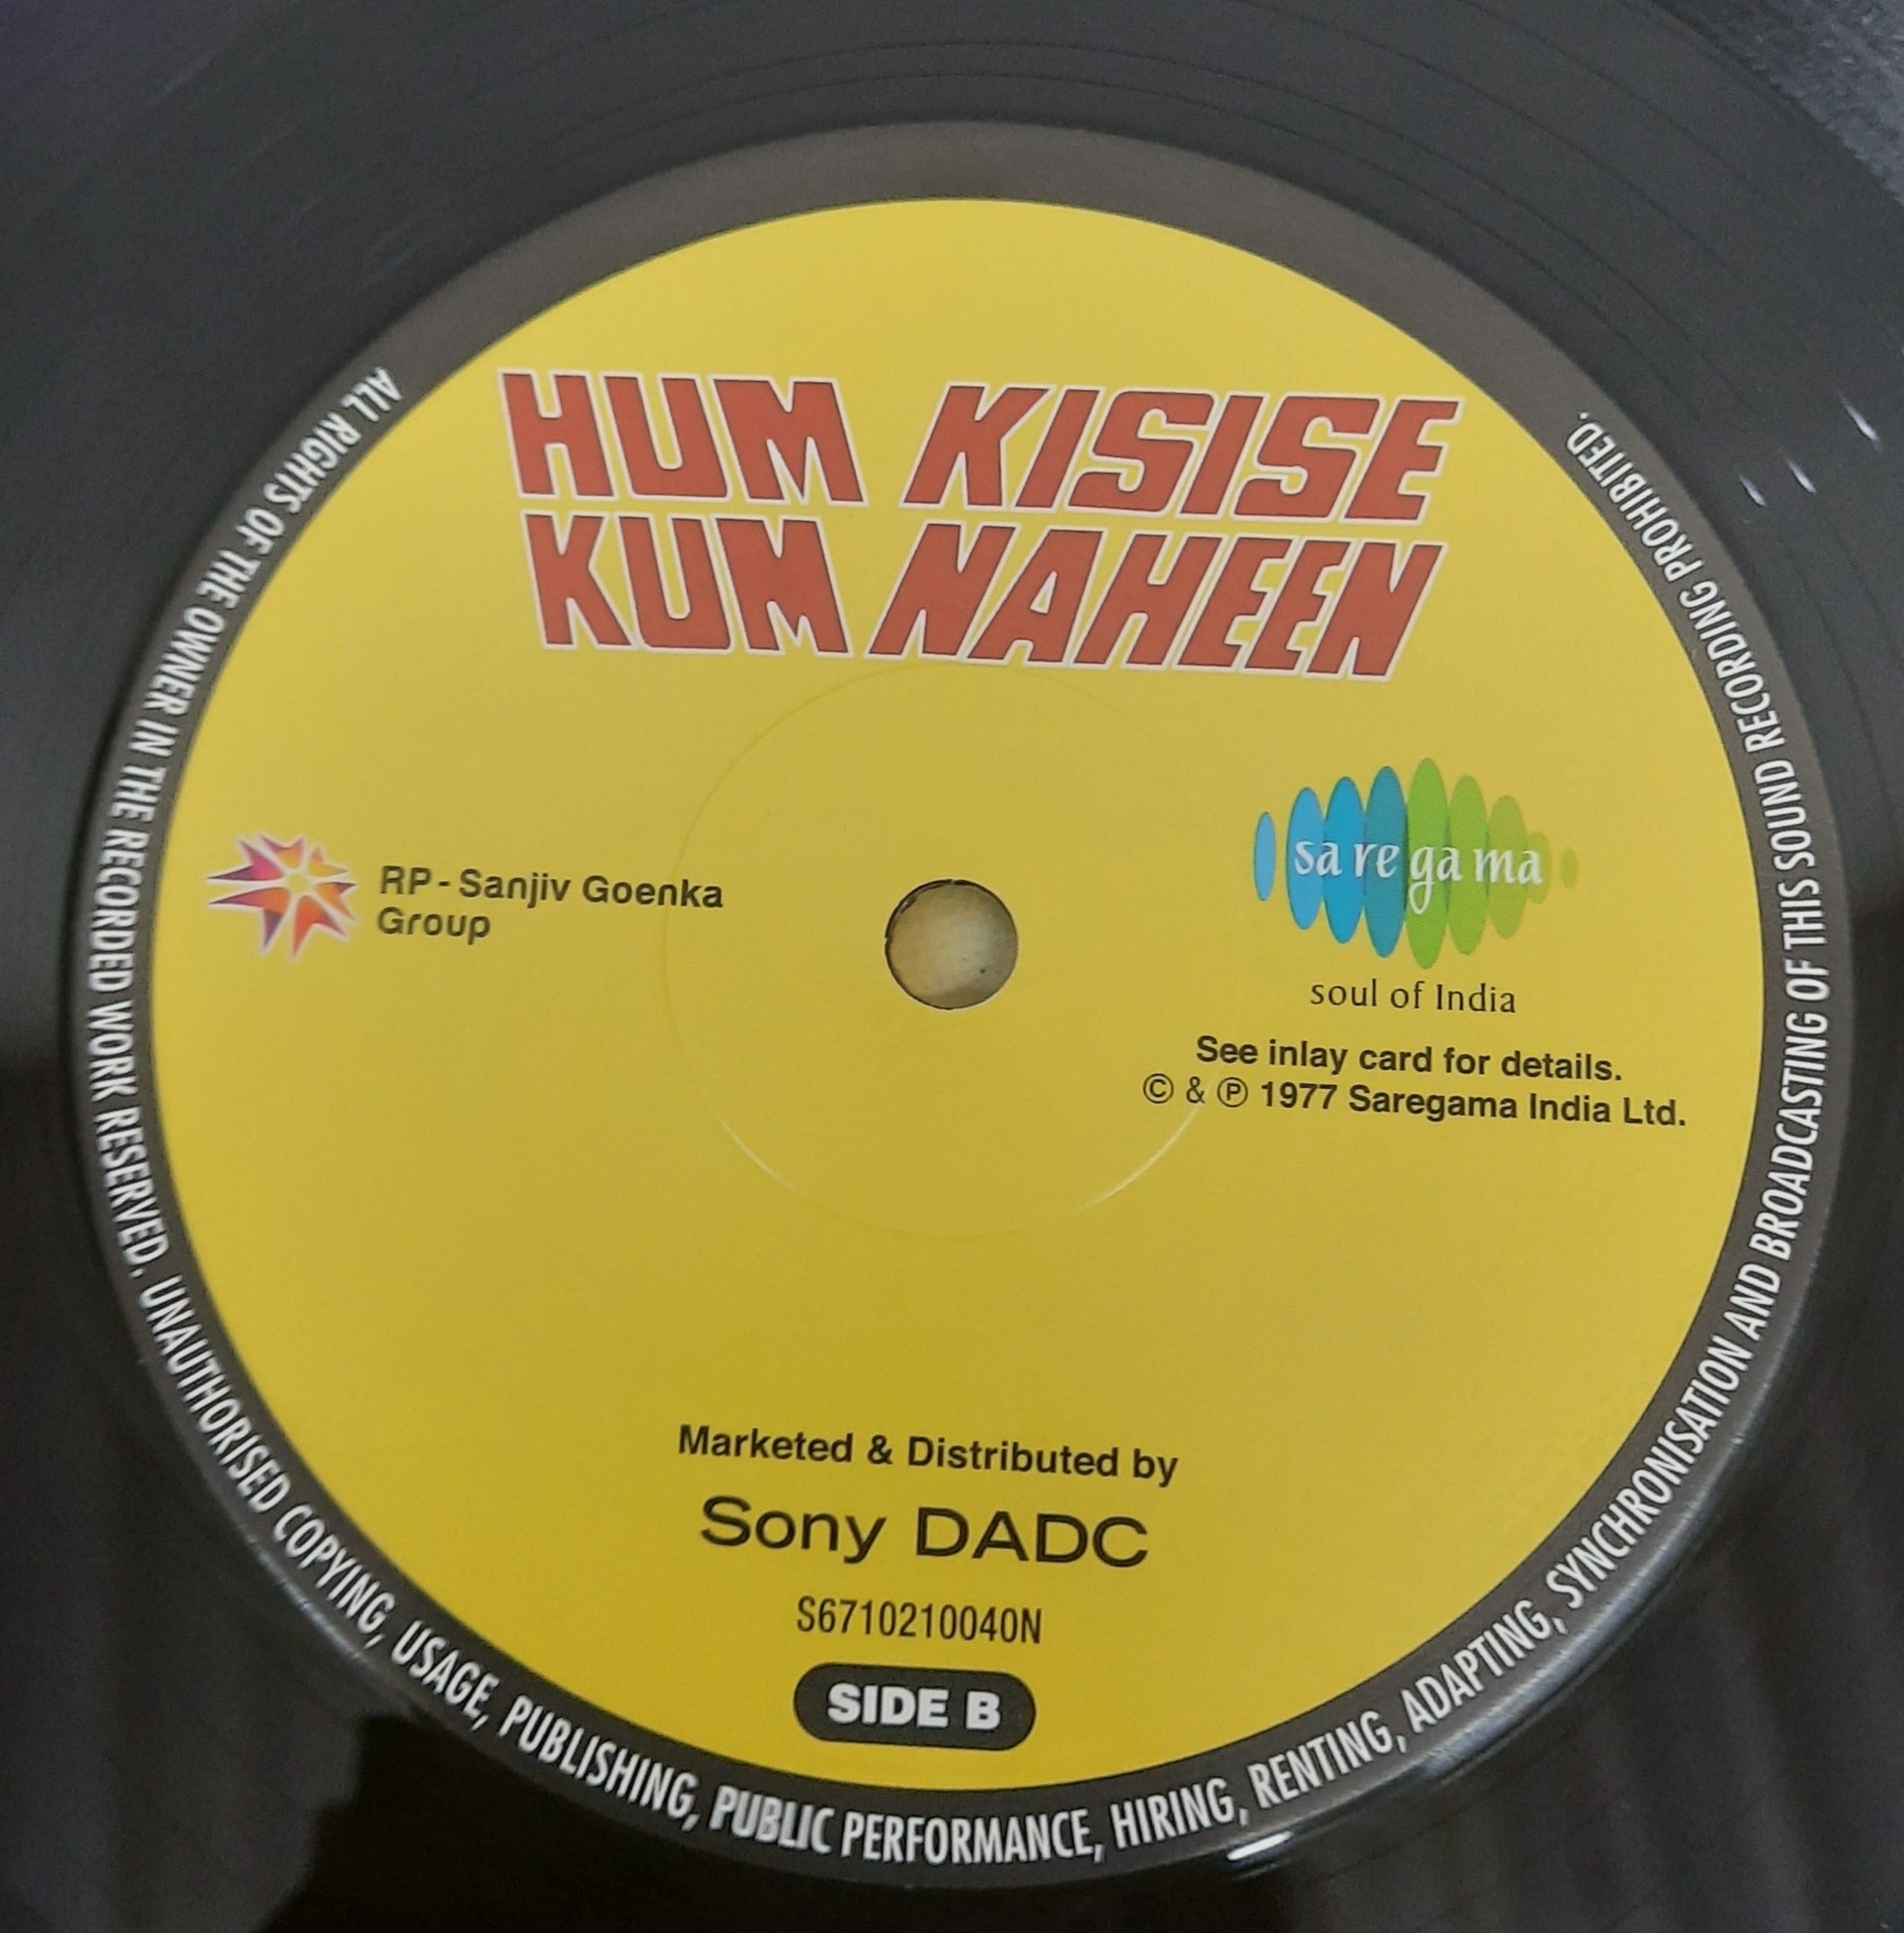 HUM KISISE
KUM NAHEEN
RP-Sanjiv Goenka
Group
sa re ga ma
soul of India
See inlay card for details.
© & ℗ 1977 Saregama India Ltd.
Marketed & Distributed by
Sony DADC
S6710210040N
SIDE B
ALL RIGHTS OF THE OWNER IN THE RECORDED WORK RESERVED. UNAUTHORISED COPYING, USAGE, PUBLISHING, PUBLIC PERFORMANCE, HIRING, RENTING, ADAPTING, SYNCHRONISATION AND BROADCASTING OF THIS SOUND RECORDING PROHIBITED.